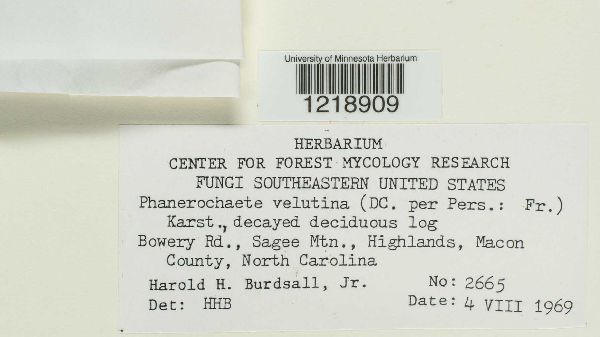 University of Minnesota Herbarium
1218909
HERBARIUM
CENTER FOR FOREST MYCOLOGY RESEARCH
FUNGI SOUTHEASTERN UNITED STATES
Phanerochaete velutina (DC. per Pers.: Fr.)
Karst., decayed deciduous log
Bowery Rd., Sagee Mtn., Highlands, Macon
County, North Carolina
Harold H. Burdsall, Jr. No: 2665
Det: HHB Date: 4 VIII 1969